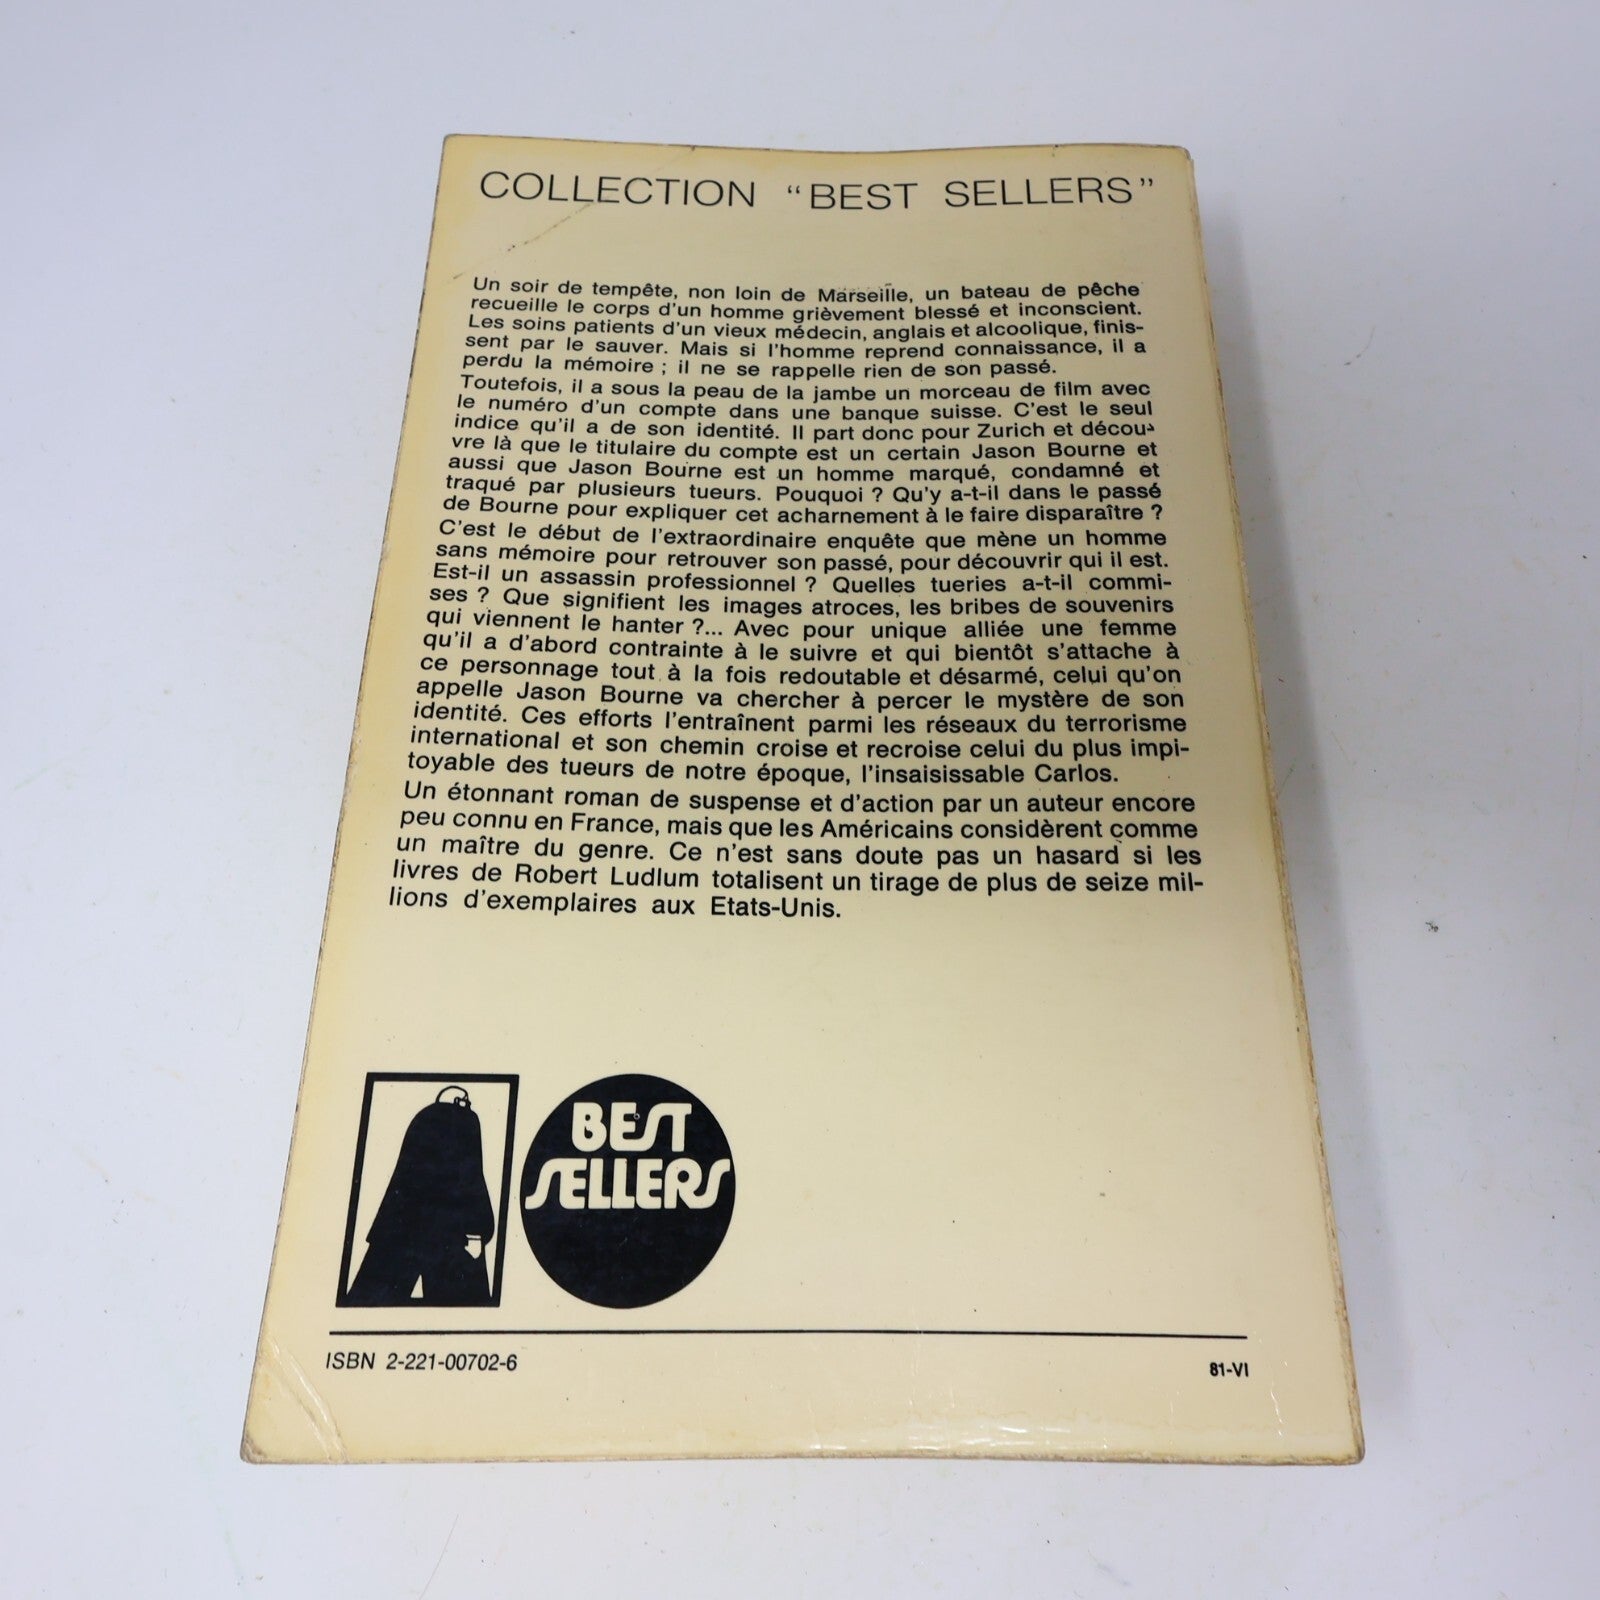 COLLECTION "BEST SELLERS"
Un soir de tempête, non loin de Marseille, un bateau de pêche
recueille le corps d'un homme grièvement blessé et inconscient.
Les soins patients d'un vieux médecin, anglais et alcoolique, finis-
sent par le sauver. Mais si l'homme reprend connaissance, il a
perdu la mémoire ; il ne se rappelle rien de son passé.
Toutefois, il a sous la peau de la jambe un morceau de film avec
le numéro d'un compte dans une banque suisse. C'est le seul
indice qu'il a de son identité. Il part donc pour Zurich et décou-
vre là que le titulaire du compte est un certain Jason Bourne et
aussi que Jason Bourne est un homme marqué, condamné et
traqué par plusieurs tueurs. Pouquoi ? Qu'y a-t-il dans le passé
de Bourne pour expliquer cet acharnement à le faire disparaître ?
C'est le début de l'extraordinaire enquête que mène un homme
sans mémoire pour retrouver son passé, pour découvrir qui il est.
Est-il un assassin professionnel ? Quelles tueries a-t-il commi-
ses ? Que signifient les images atroces, les bribes de souvenirs
qui viennent le hanter ?... Avec pour unique alliée une femme
qu'il a d'abord contrainte à le suivre et qui bientôt s'attache à
ce personnage tout à la fois redoutable et désarmé, celui qu'on
appelle Jason Bourne va chercher à percer le mystère de son
identité. Ces efforts l'entraînent parmi les réseaux du terrorisme
international et son chemin croise et recroise celui du plus impi-
toyable des tueurs de notre époque, l'insaisissable Carlos.
Un étonnant roman de suspense et d'action par un auteur encore
peu connu en France, mais que les Américains considèrent comme
un maître du genre. Ce n'est sans doute pas un hasard si les
livres de Robert Ludlum totalisent un tirage de plus de seize mil-
lions d'exemplaires aux Etats-Unis.
BEST
SELLERS
ISBN 2-221-00702-6
81-VI